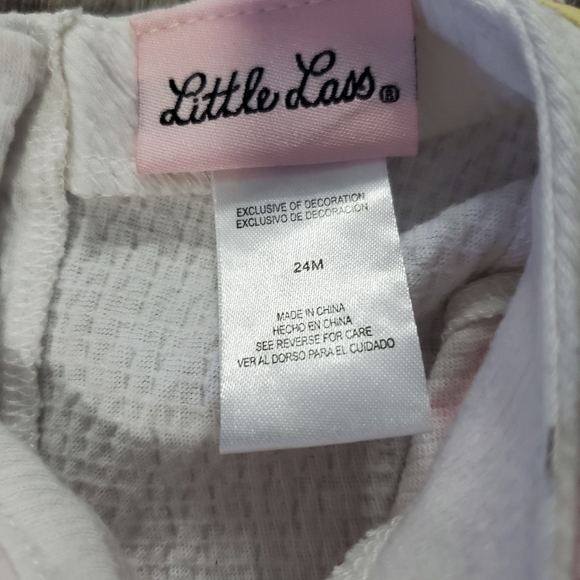 Little Lass®
EXCLUSIVE OF DECORATION
EXCLUSIVO DE DECORACIÓN
24M
MADE IN CHINA
HECHO EN CHINA
SEE REVERSE FOR CARE
VER AL DORSO PARA EL CUIDADO